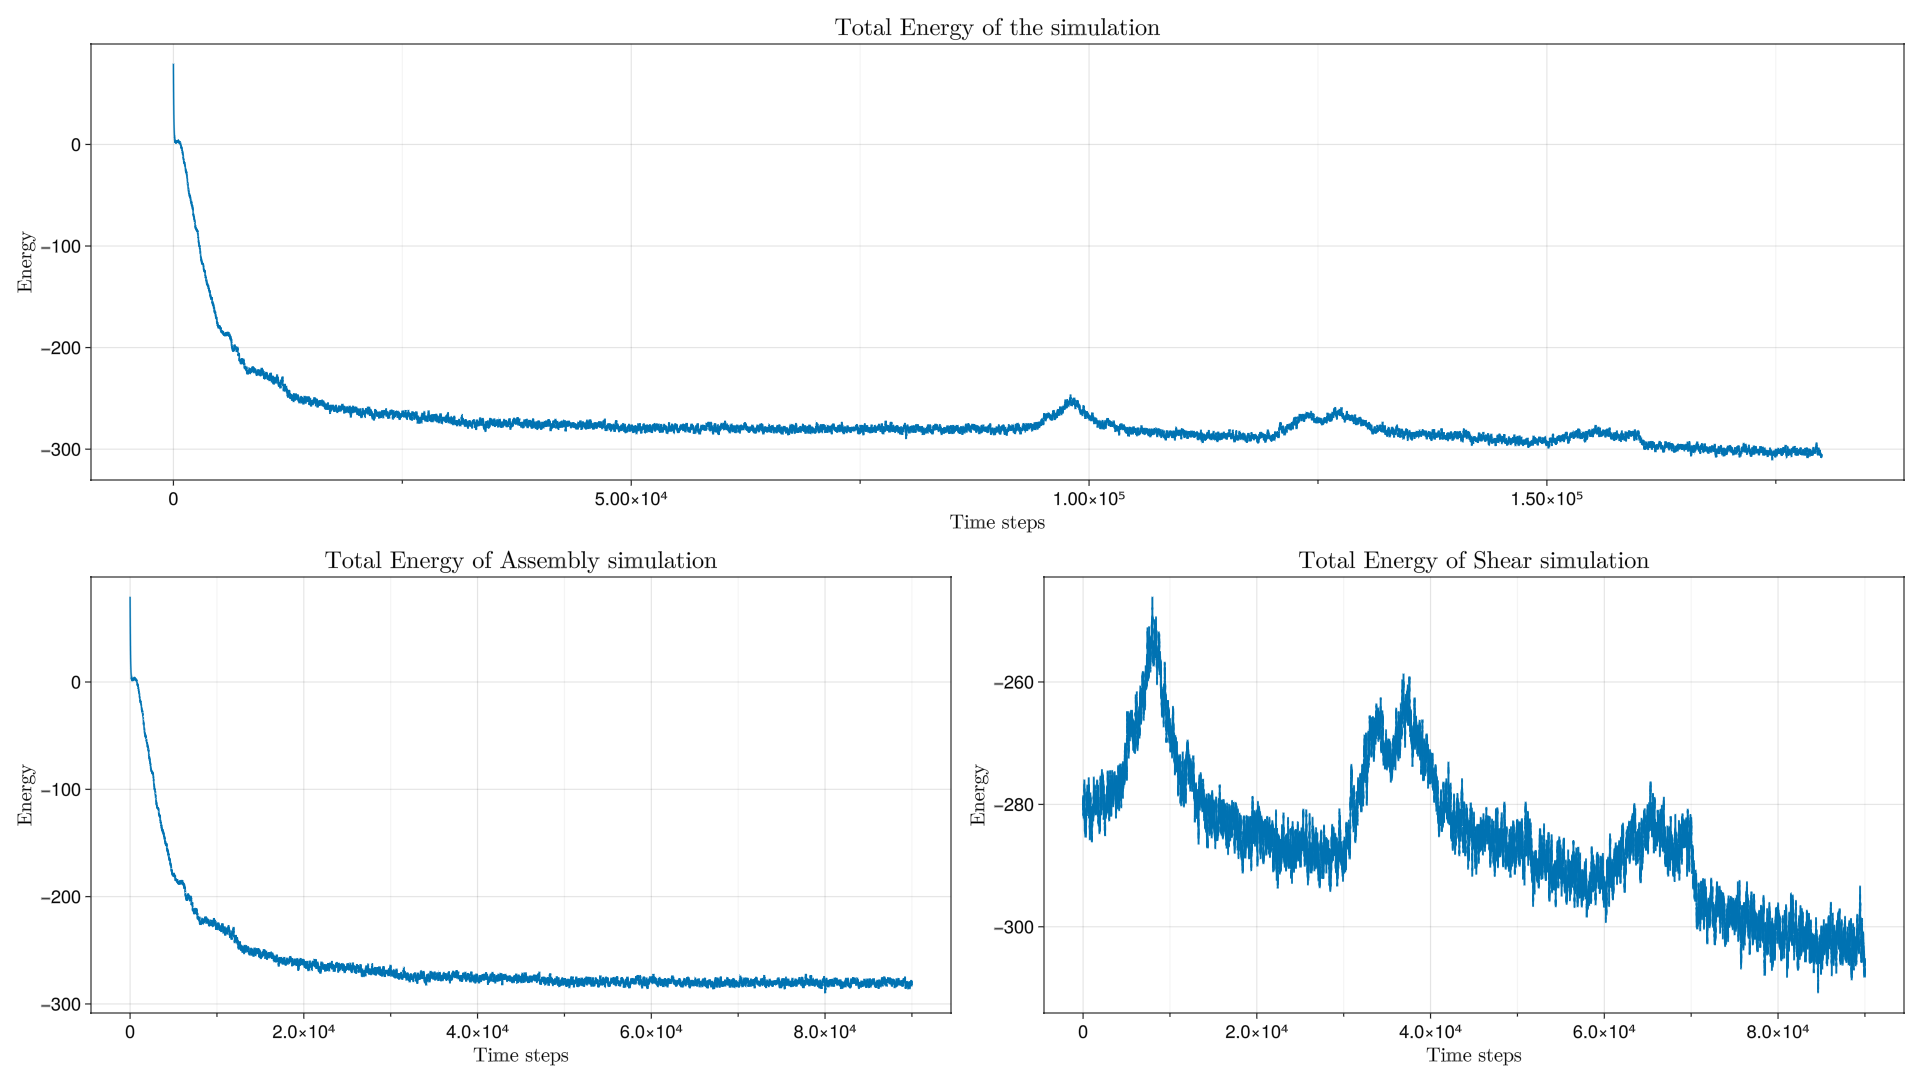 Total Energy of the simulation
Energy
0
−100
−200
−300
0 5.00×10⁴ 1.00×10⁵ 1.50×10⁵
Time steps
Total Energy of Assembly simulation
Energy
0
−100
−200
−300
0 2.0×10⁴ 4.0×10⁴ 6.0×10⁴ 8.0×10⁴
Time steps
Total Energy of Shear simulation
Energy
−260
−280
−300
0 2.0×10⁴ 4.0×10⁴ 6.0×10⁴ 8.0×10⁴
Time steps